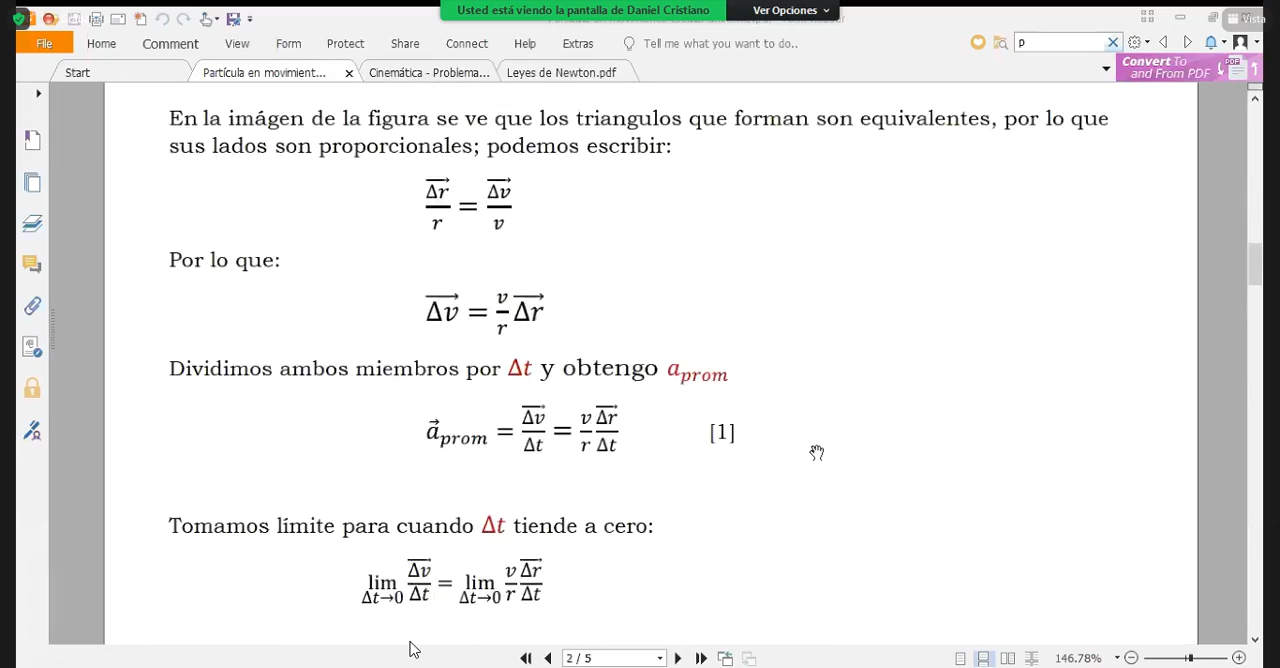 Usted está viendo la pantalla de Daniel Cristiano
Ver Opciones
Vista
File Home Comment View Form Protect Share Connect Help Extras Tell me what you want to do.. p
Start Partícula en movimient... Cinemática - Problema... Leyes de Newton.pdf
Convert To
and From PDF
PDF
En la imágen de la figura se ve que los triangulos que forman son equivalentes, por lo que
sus lados son proporcionales; podemos escribir:
Δr/r = Δv/v
Por lo que:
Δv = v/r Δr
Dividimos ambos miembros por Δt y obtengo a_prom
a_prom = Δv/Δt = v/r Δr/Δt [1]
Tomamos límite para cuando Δt tiende a cero:
lim Δt→0 Δv/Δt = lim Δt→0 v/r Δr/Δt
2 / 5
146.78%